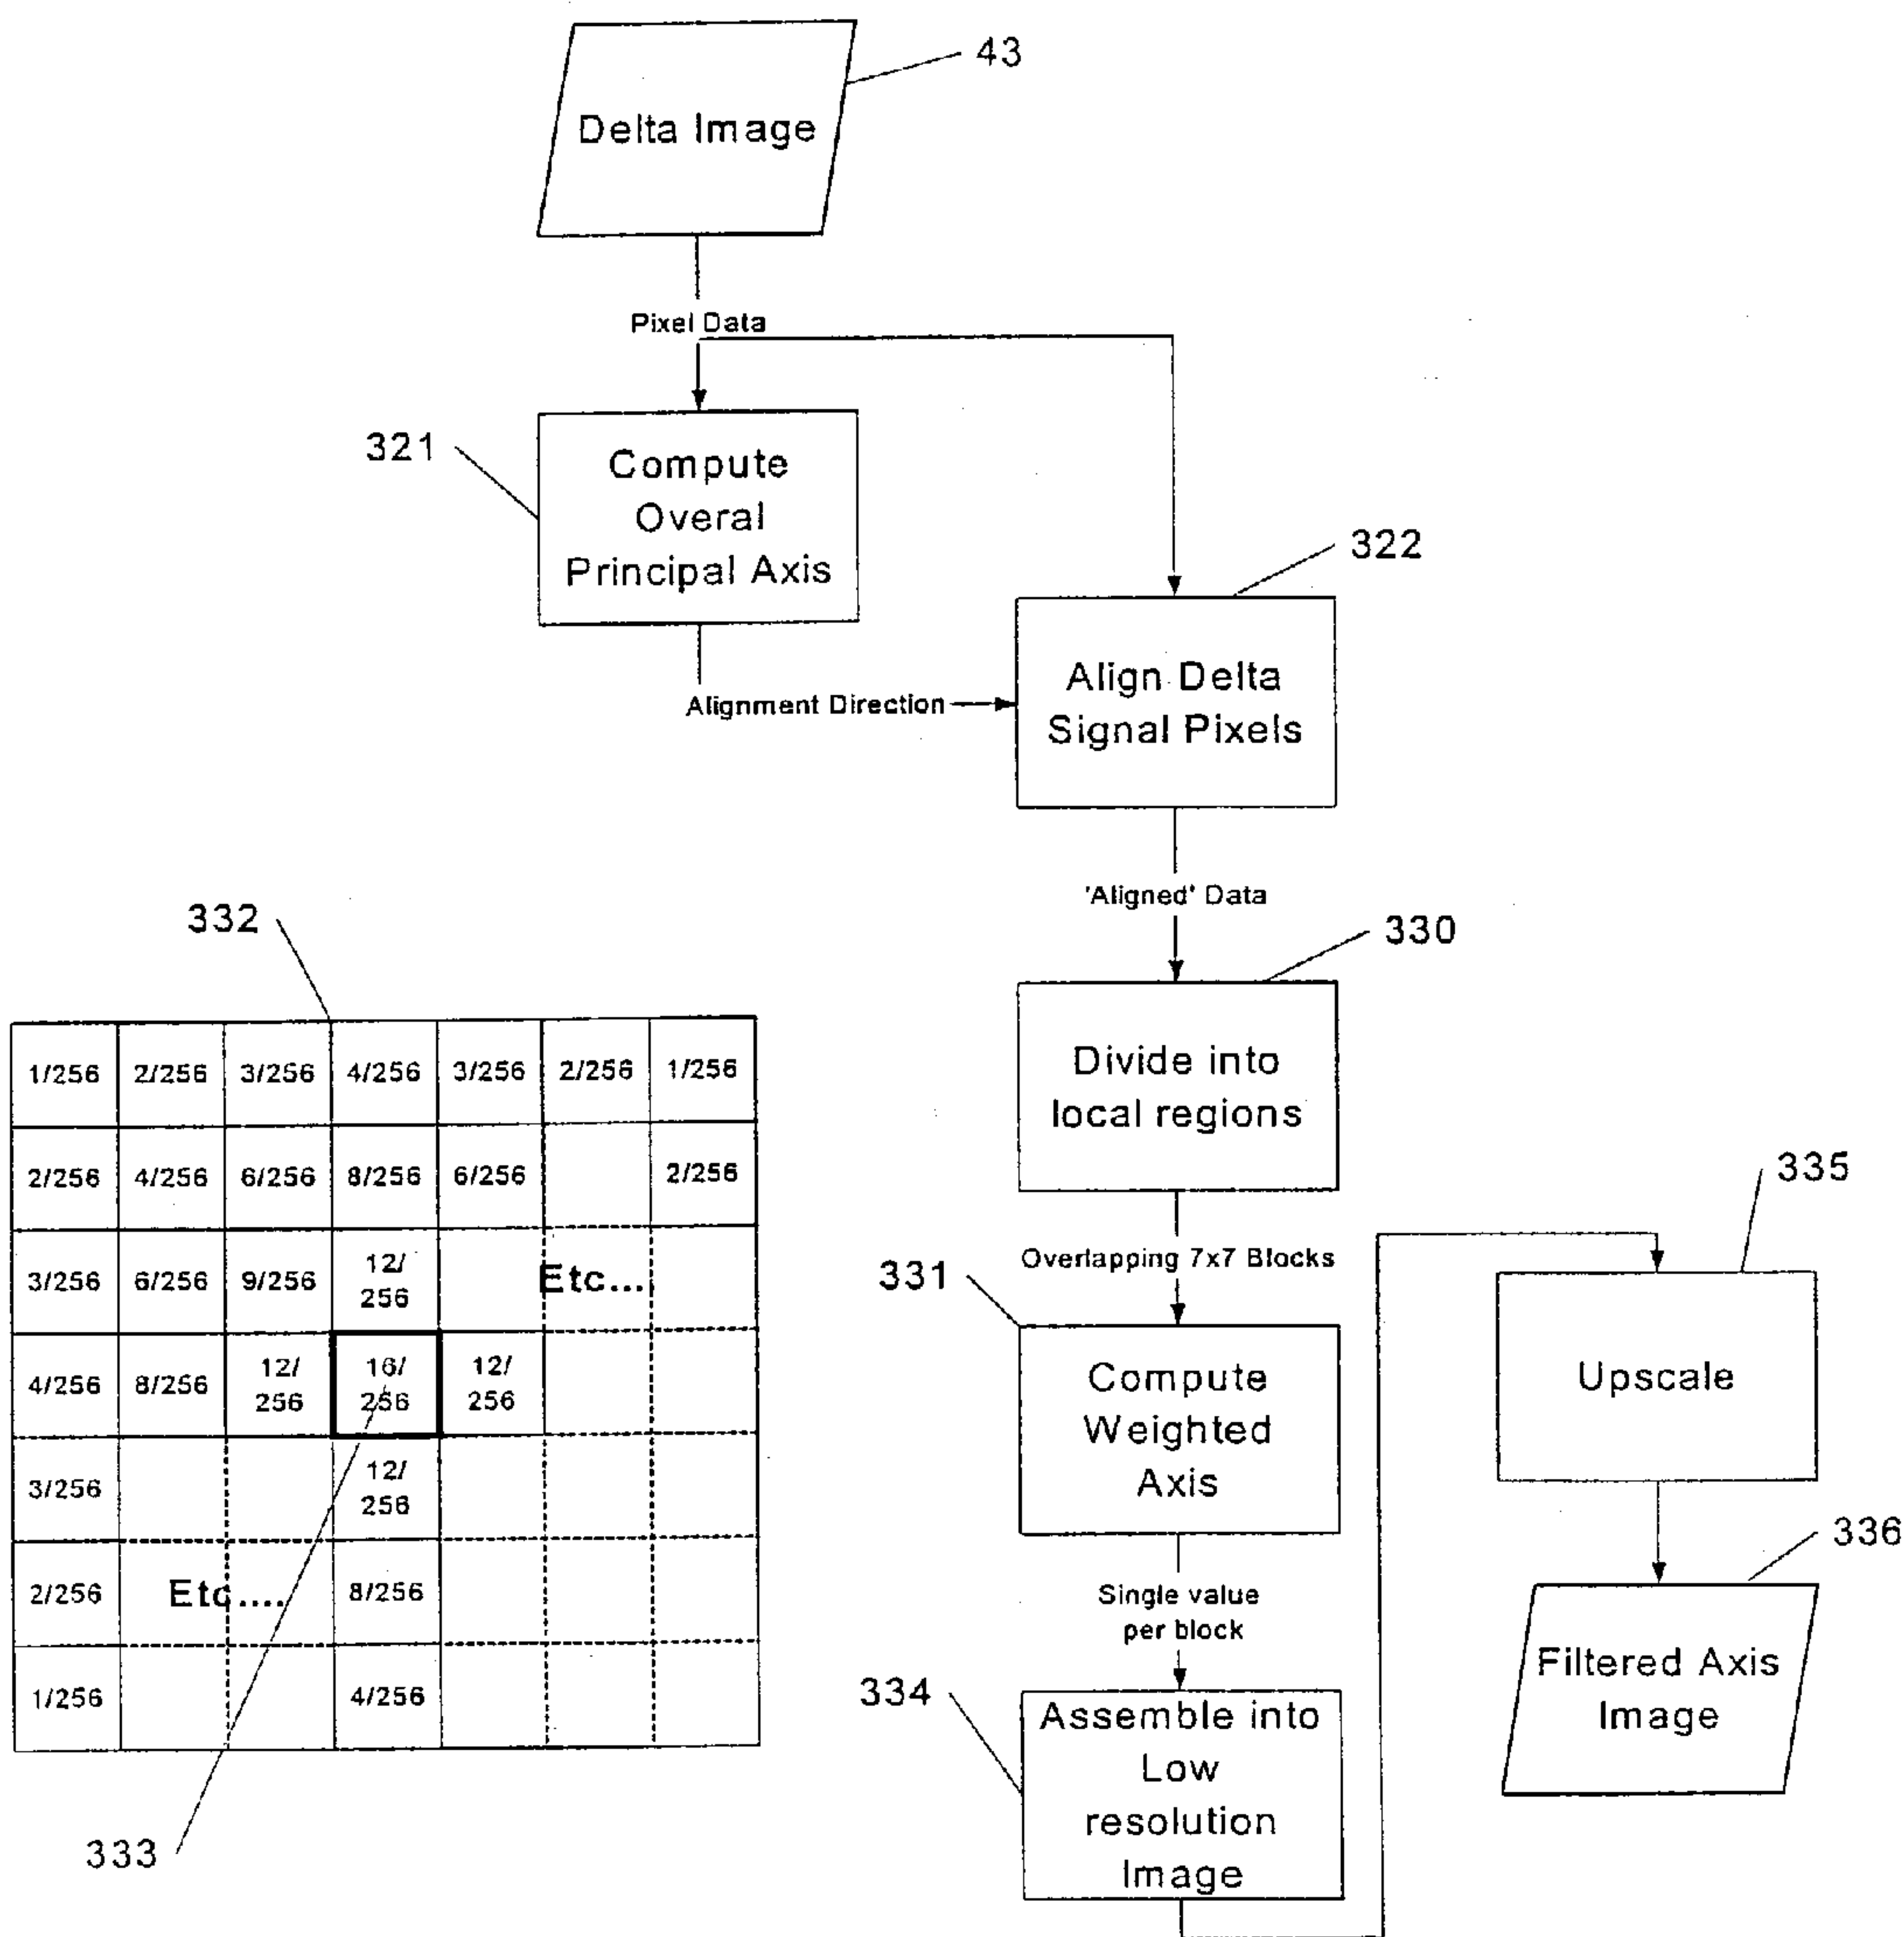 43
Delta Image
Pixel Data
321
Compute
Overal
Principal Axis
322
Align Delta
Signal Pixels
Alignment Direction
'Aligned' Data
332
330
Divide into
local regions
1/256 2/256 3/256 4/256 3/256 2/256 1/256
2/256 4/256 6/256 8/256 6/256 2/256
3/256 6/256 9/256 12/
256 Etc...
4/256 8/256 12/
256 16/
256 12/
256
3/256 12/
256
2/256 Etc.... 8/256
1/256 4/256
333
Overlapping 7x7 Blocks
331
Compute
Weighted
Axis
Single value
per block
334
Assemble into
Low
resolution
Image
335
Upscale
336
Filtered Axis
Image